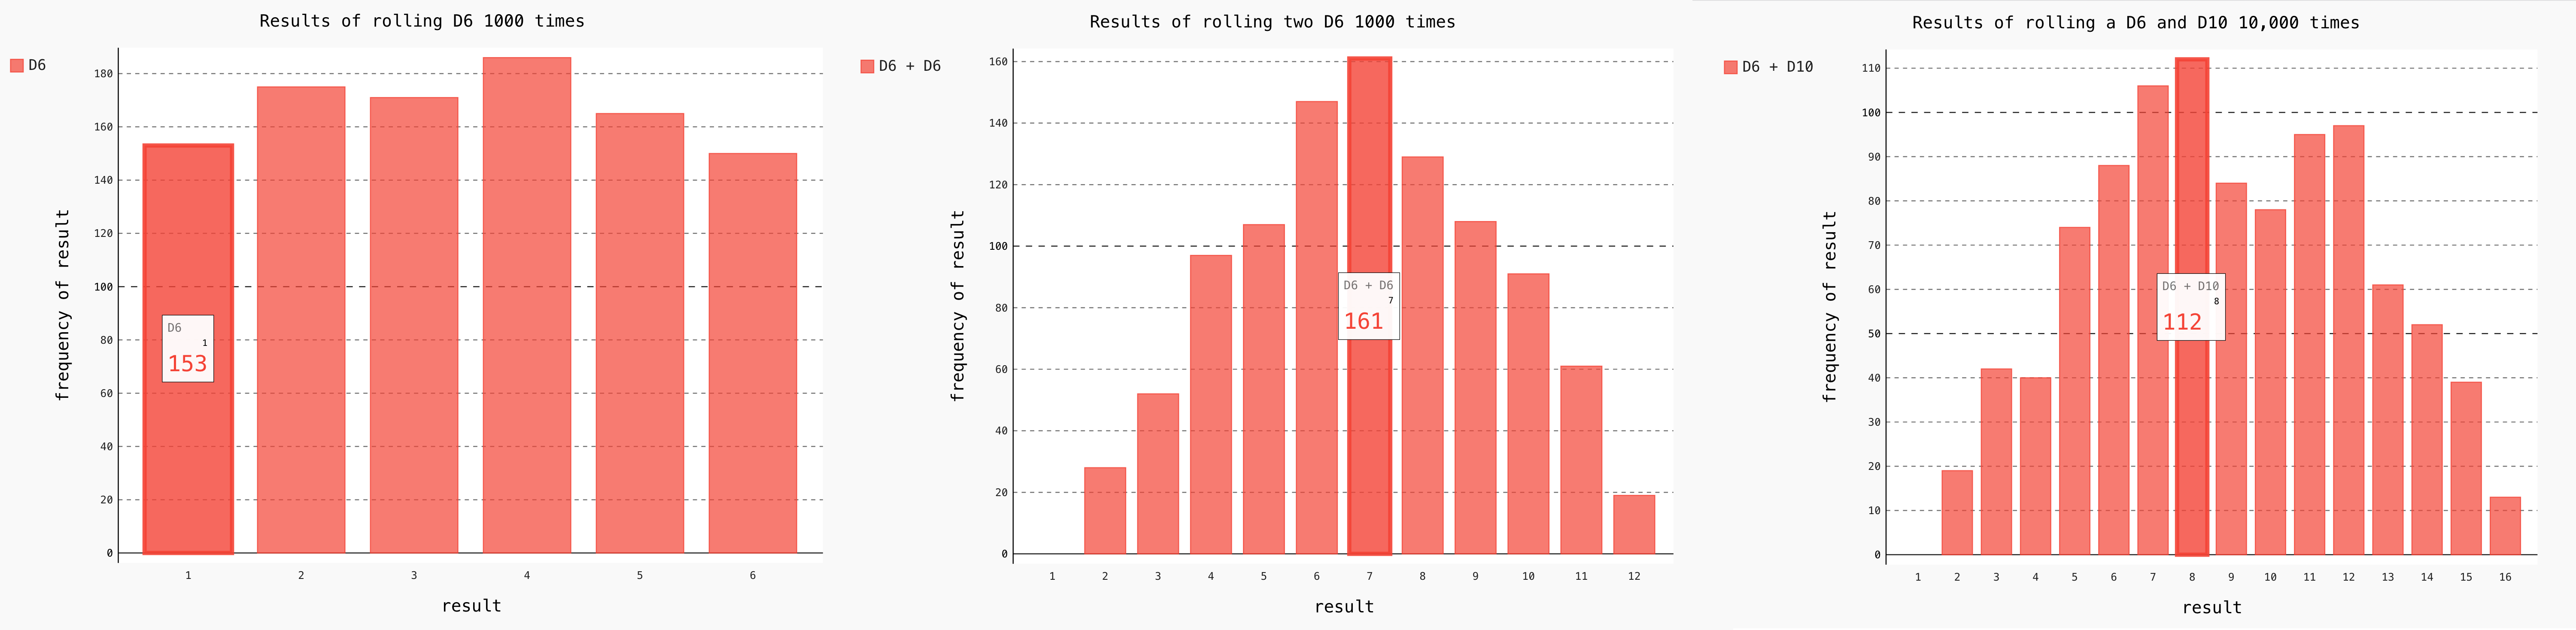 Results of rolling D6 1000 times
D6
180
160
140
120
100
80
60
40
20
0
frequency of result
D6
1
153
1 2 3 4 5 6
result
Results of rolling two D6 1000 times
D6 + D6
160
140
120
100
80
60
40
20
0
frequency of result
D6 + D6
7
161
1 2 3 4 5 6 7 8 9 10 11 12
result
Results of rolling a D6 and D10 10,000 times
D6 + D10
110
100
90
80
70
60
50
40
30
20
10
0
frequency of result
D6 + D10
8
112
1 2 3 4 5 6 7 8 9 10 11 12 13 14 15 16
result